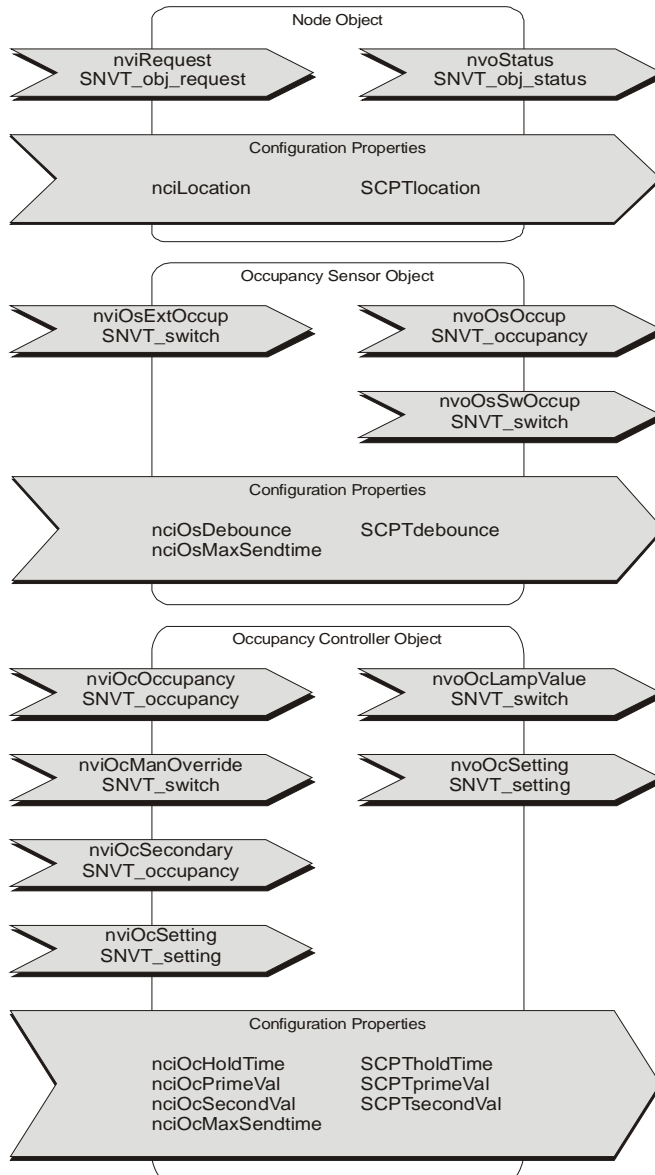 Node Object
nviRequest
SNVT_obj_request
nvoStatus
SNVT_obj_status
Configuration Properties
nciLocation SCPTlocation
Occupancy Sensor Object
nviOsExtOccup
SNVT_switch
nvoOsOccup
SNVT_occupancy
nvoOsSwOccup
SNVT_switch
Configuration Properties
nciOsDebounce SCPTdebounce
nciOsMaxSendtime
Occupancy Controller Object
nviOcOccupancy
SNVT_occupancy
nvoOcLampValue
SNVT_switch
nviOcManOverride
SNVT_switch
nvoOcSetting
SNVT_setting
nviOcSecondary
SNVT_occupancy
nviOcSetting
SNVT_setting
Configuration Properties
nciOcHoldTime SCPTholdTime
nciOcPrimeVal SCPTprimeVal
nciOcSecondVal SCPTsecondVal
nciOcMaxSendtime